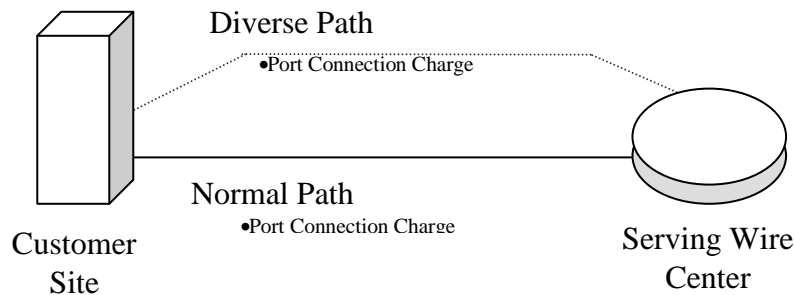 Diverse Path
•Port Connection Charge
Normal Path
•Port Connection Charge
Customer
Site
Serving Wire
Center